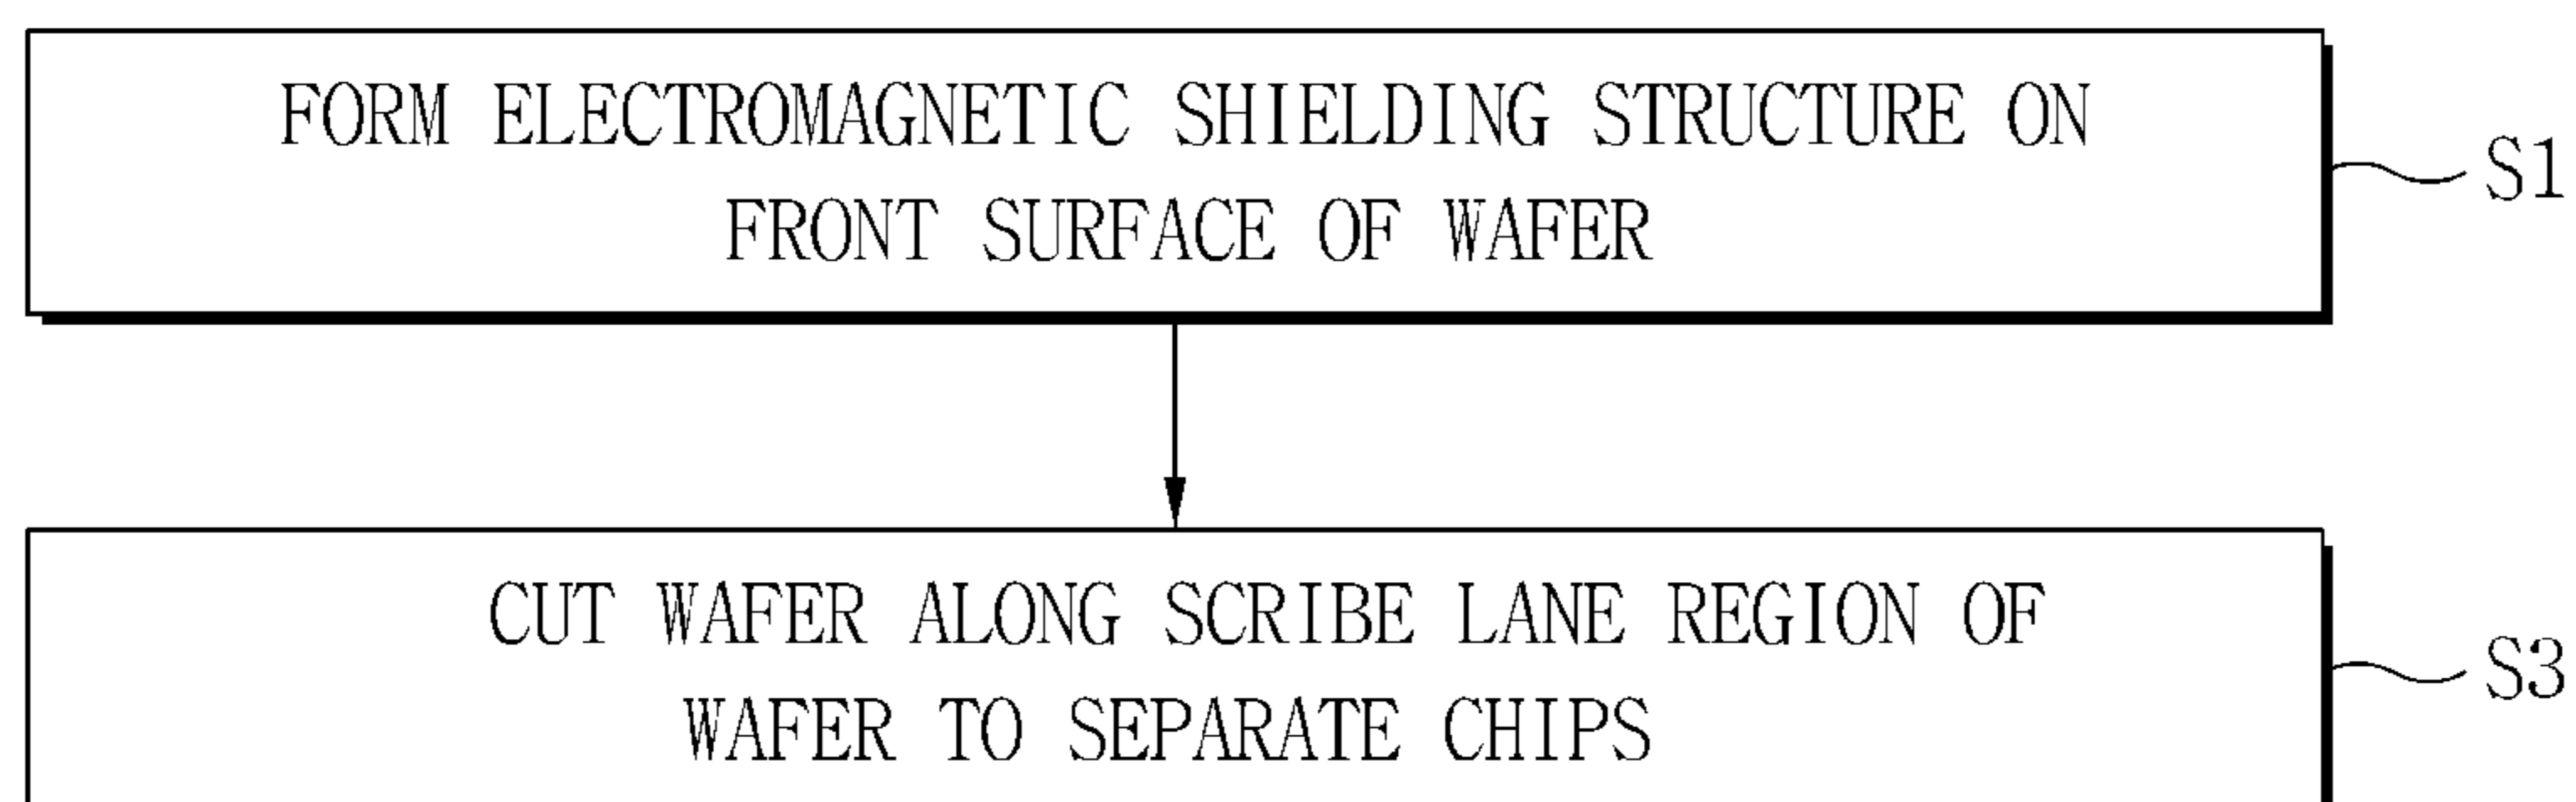 FORM ELECTROMAGNETIC SHIELDING STRUCTURE ON
FRONT SURFACE OF WAFER
S1
CUT WAFER ALONG SCRIBE LANE REGION OF
WAFER TO SEPARATE CHIPS
S3